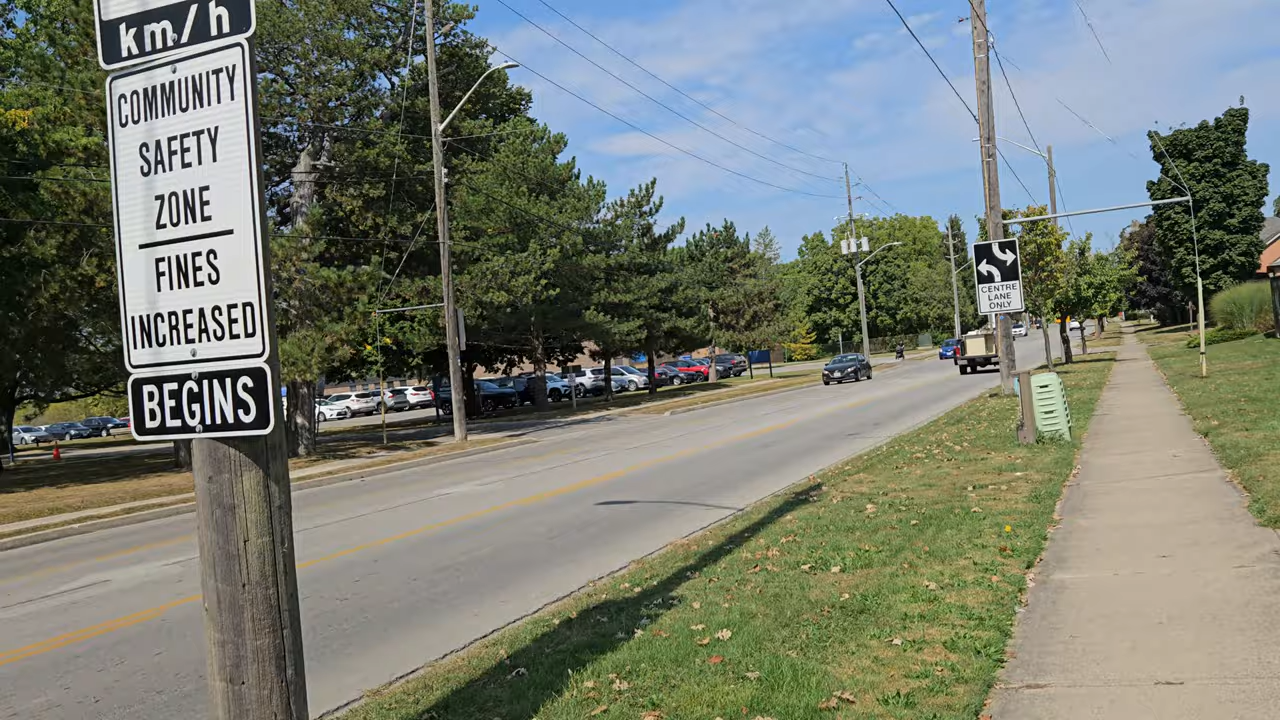 km/h
COMMUNITY
SAFETY
ZONE
FINES
INCREASED
BEGINS
CENTRE
LANE
ONLY